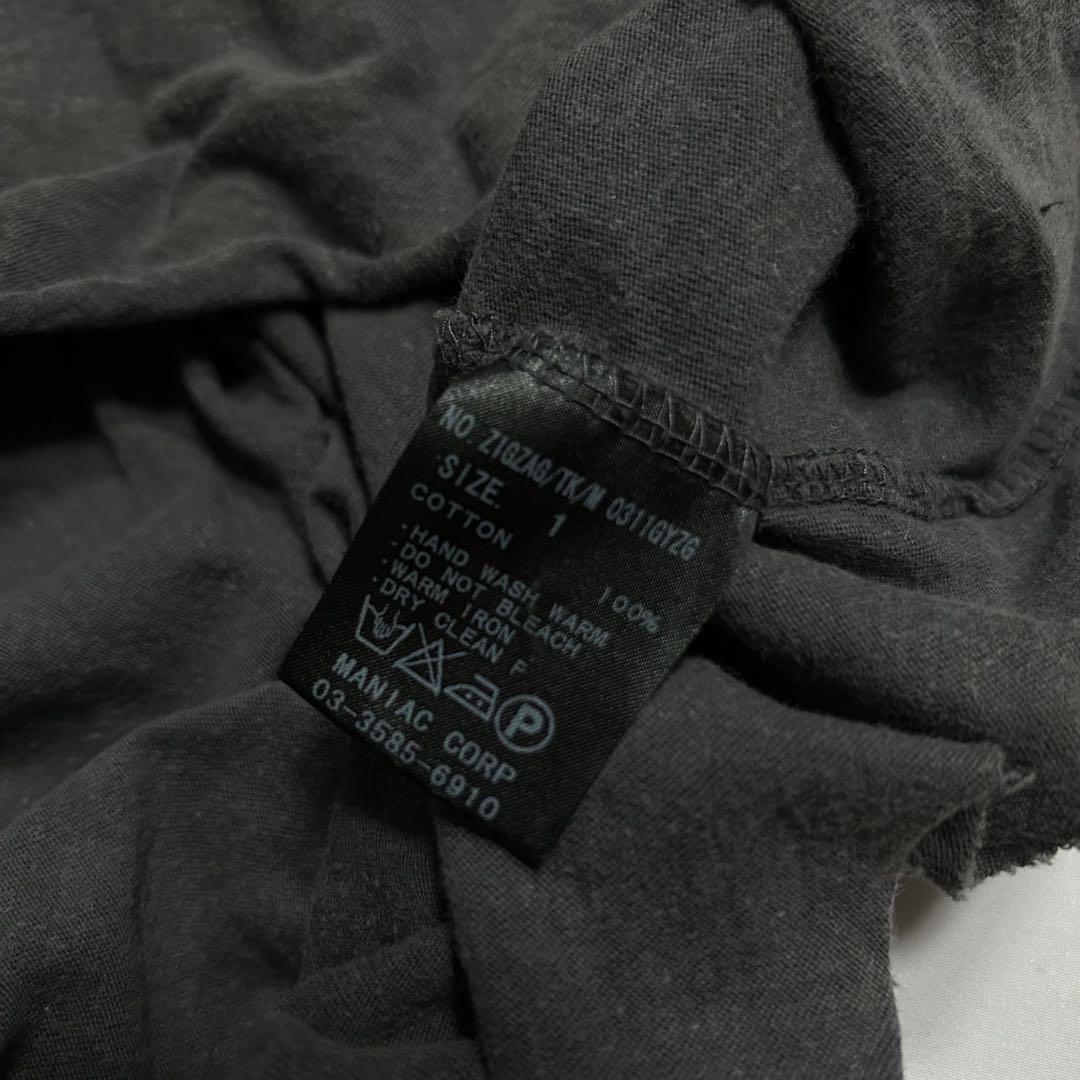 NO. ZIGZAG/TK/M 0311GYZG
SIZE. 1
COTTON 100%
・HAND WASH WARM
・DO NOT BLEACH
・WARM IRON
・DRY CLEAN F
P
MANIAC CORP
03-3585-6910